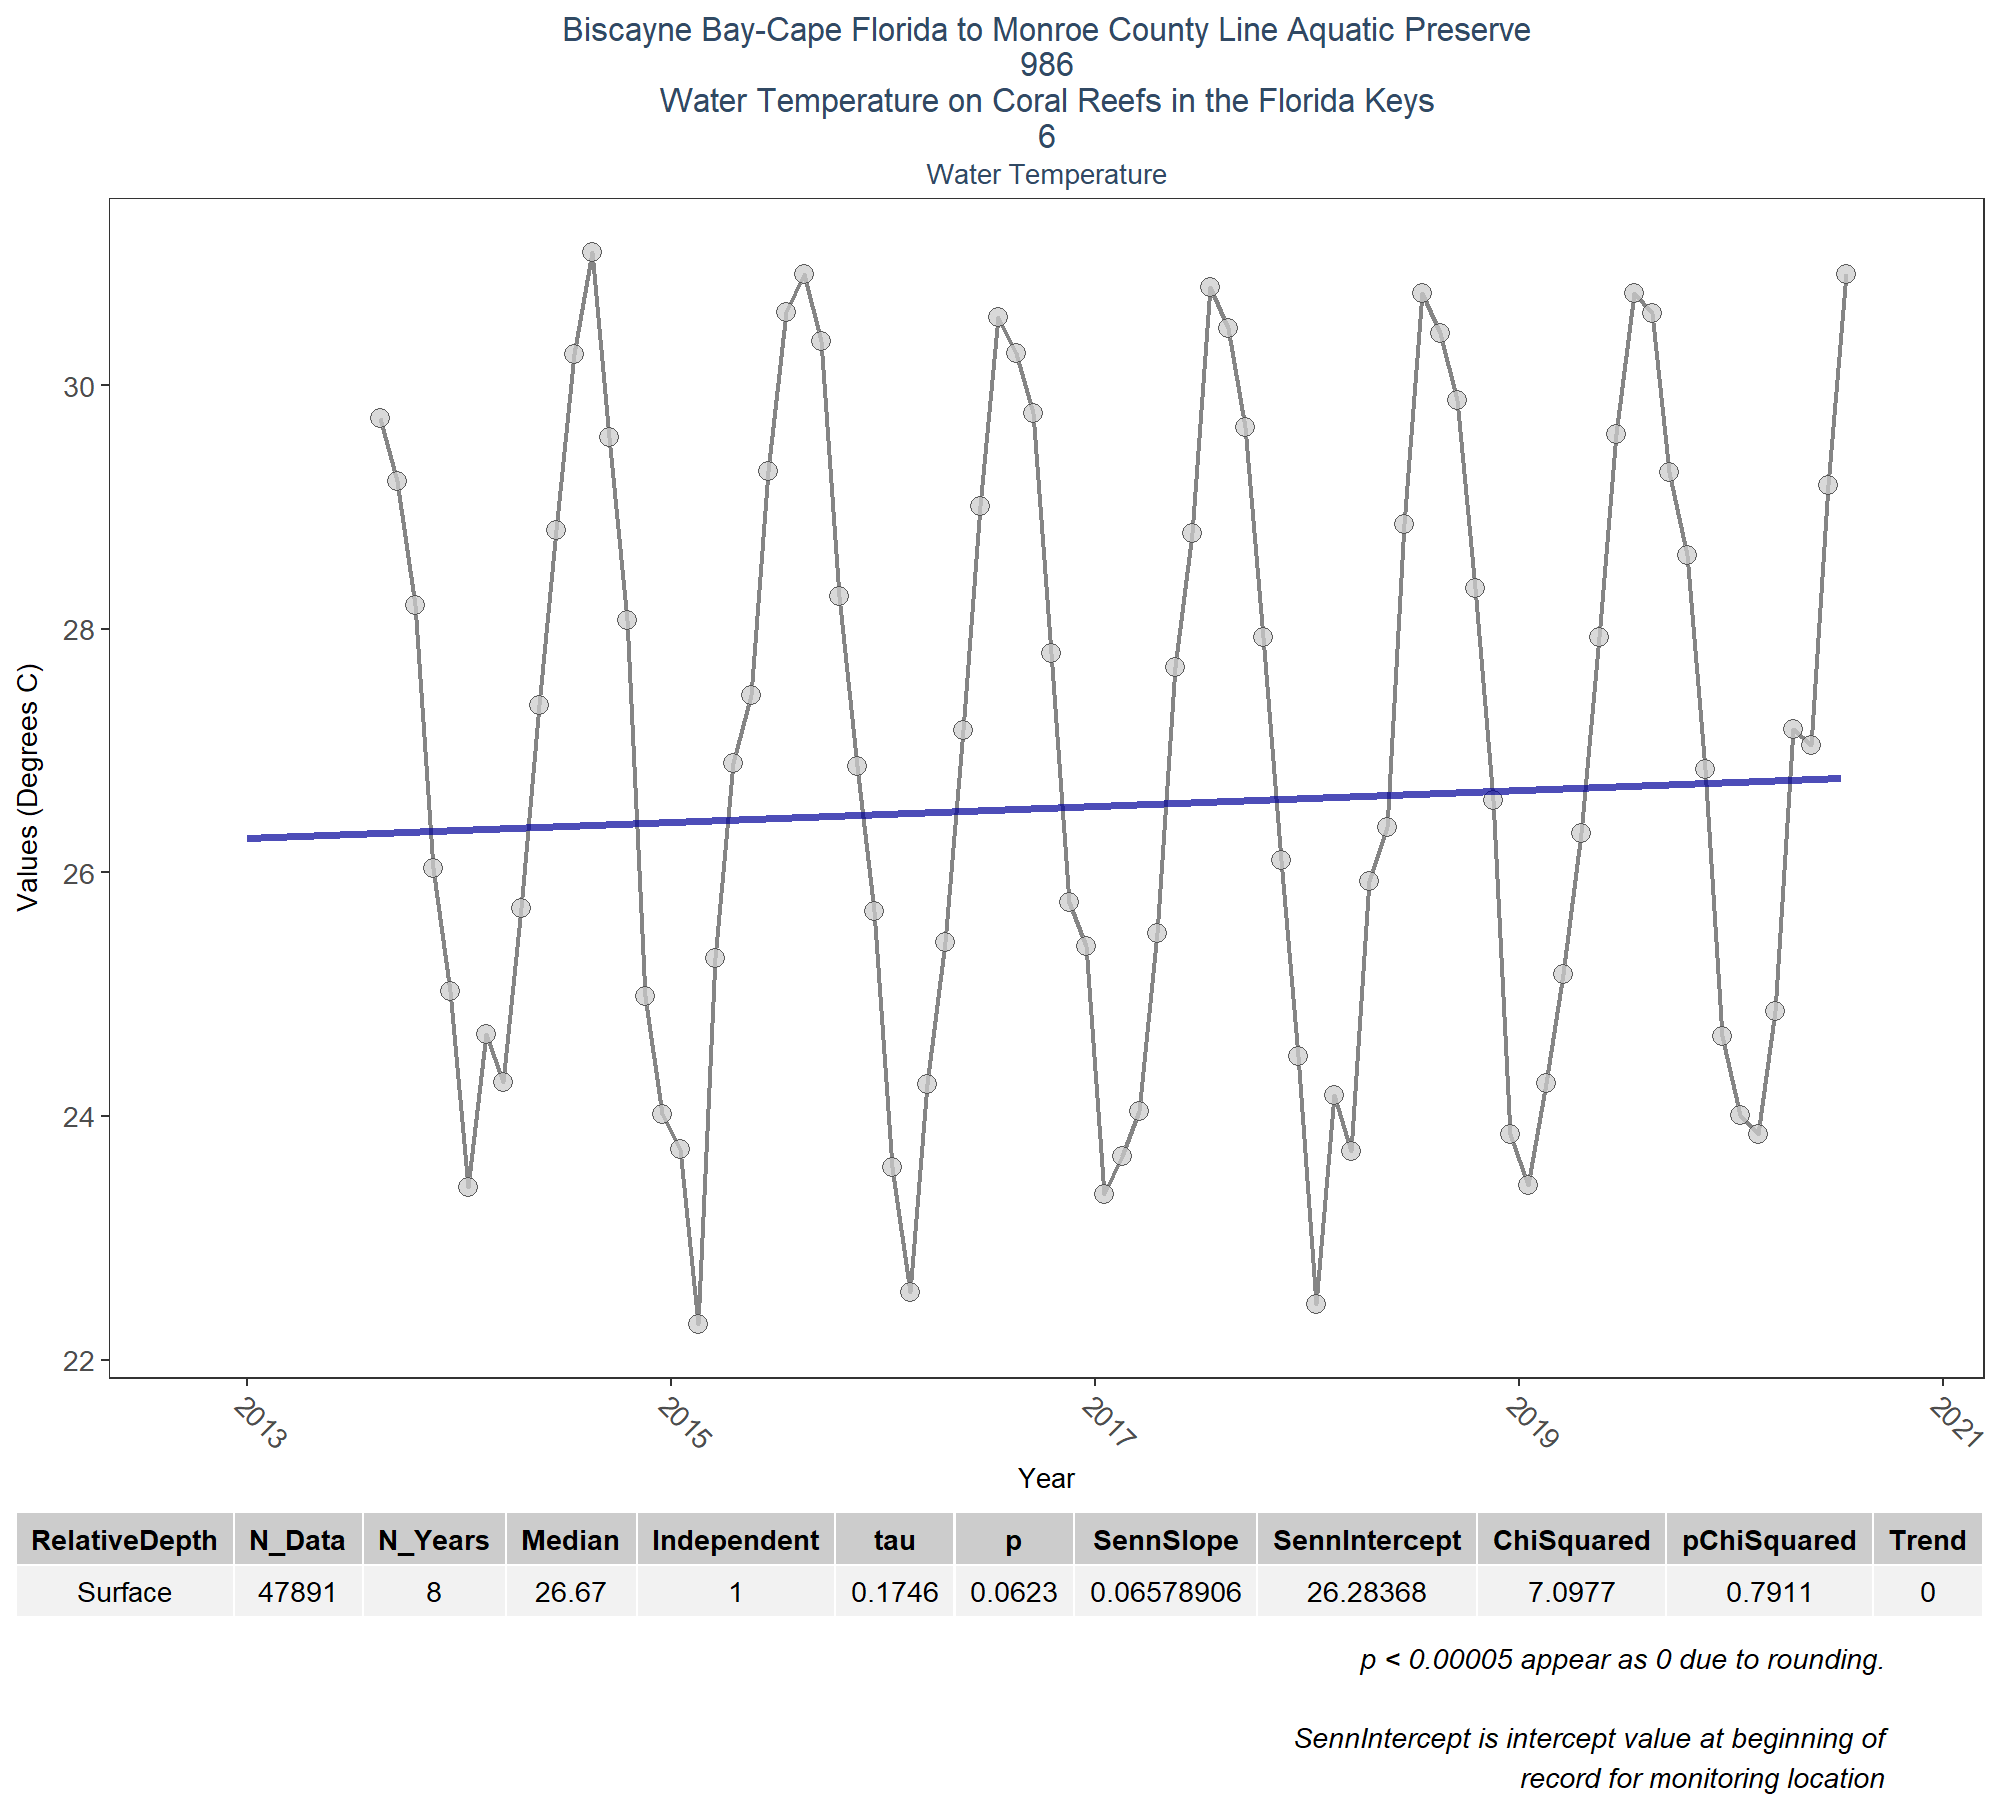 Biscayne Bay-Cape Florida to Monroe County Line Aquatic Preserve
986
Water Temperature on Coral Reefs in the Florida Keys
6
Water Temperature
Values (Degrees C)
30
28
26
24
22
2013
2015
2017
2019
2021
Year
RelativeDepth N_Data N_Years Median Independent tau p SennSlope SennIntercept ChiSquared pChiSquared Trend
Surface 47891 8 26.67 1 0.1746 0.0623 0.06578906 26.28368 7.0977 0.7911 0
p < 0.00005 appear as 0 due to rounding.
SennIntercept is intercept value at beginning of
record for monitoring location